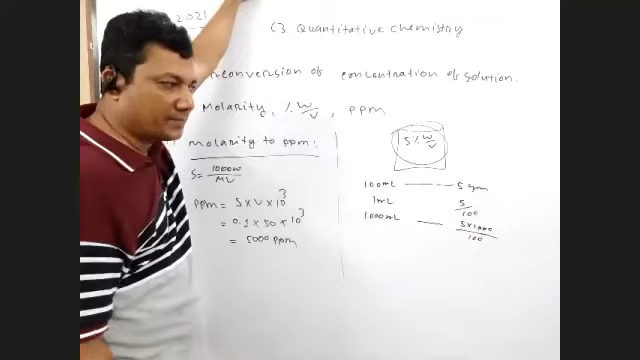 2021
C3. Quantitative Chemistry
conversion of concentration of solution.
Molarity, % W/V, ppm
molarity to ppm:
S = 1000W/MV
PPm = S x V x 10^3
= 0.1 x 50 x 10^3
= 5000 PPm
5% W/V
100mL — 5 gm
1mL 5/100
1000mL — 5x1000/100